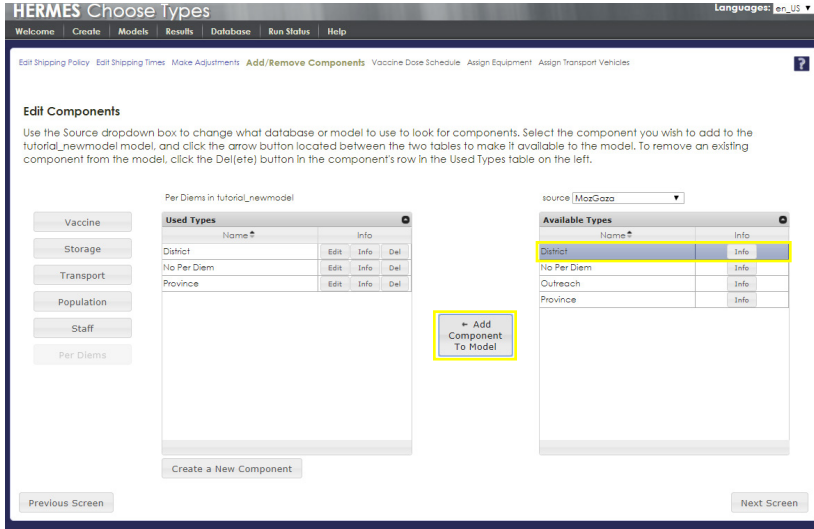 HERMES Choose Types
Languages: en_US
Welcome Create Models Results Database Run Status Help
Edit Shipping Policy Edit Shipping Times Make Adjustments Add/Remove Components Vaccine Dose Schedule Assign Equipment Assign Transport Vehicles
?
Edit Components
Use the Source dropdown box to change what database or model to use to look for components. Select the component you wish to add to the
tutorial_newmodel model, and click the arrow button located between the two tables to make it available to the model. To remove an existing
component from the model, click the Del(ete) button in the component's row in the Used Types table on the left.
Per Diems in tutorial_newmodel
source MozGaza
Vaccine
Storage
Transport
Population
Staff
Per Diems
Used Types
Name Info
District Edit Info Del
No Per Diem Edit Info Del
Province Edit Info Del
Create a New Component
← Add
Component
To Model
Available Types
Name Info
District Info
No Per Diem Info
Outreach Info
Province Info
Previous Screen
Next Screen